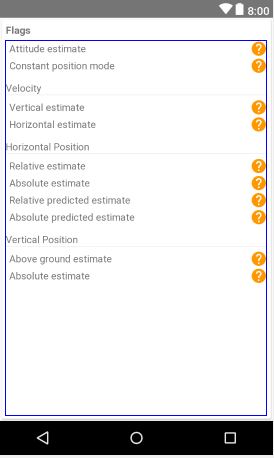 8:00
Flags
Attitude estimate ?
Constant position mode ?
Velocity
Vertical estimate ?
Horizontal estimate ?
Horizontal Position
Relative estimate ?
Absolute estimate ?
Relative predicted estimate ?
Absolute predicted estimate ?
Vertical Position
Above ground estimate ?
Absolute estimate ?